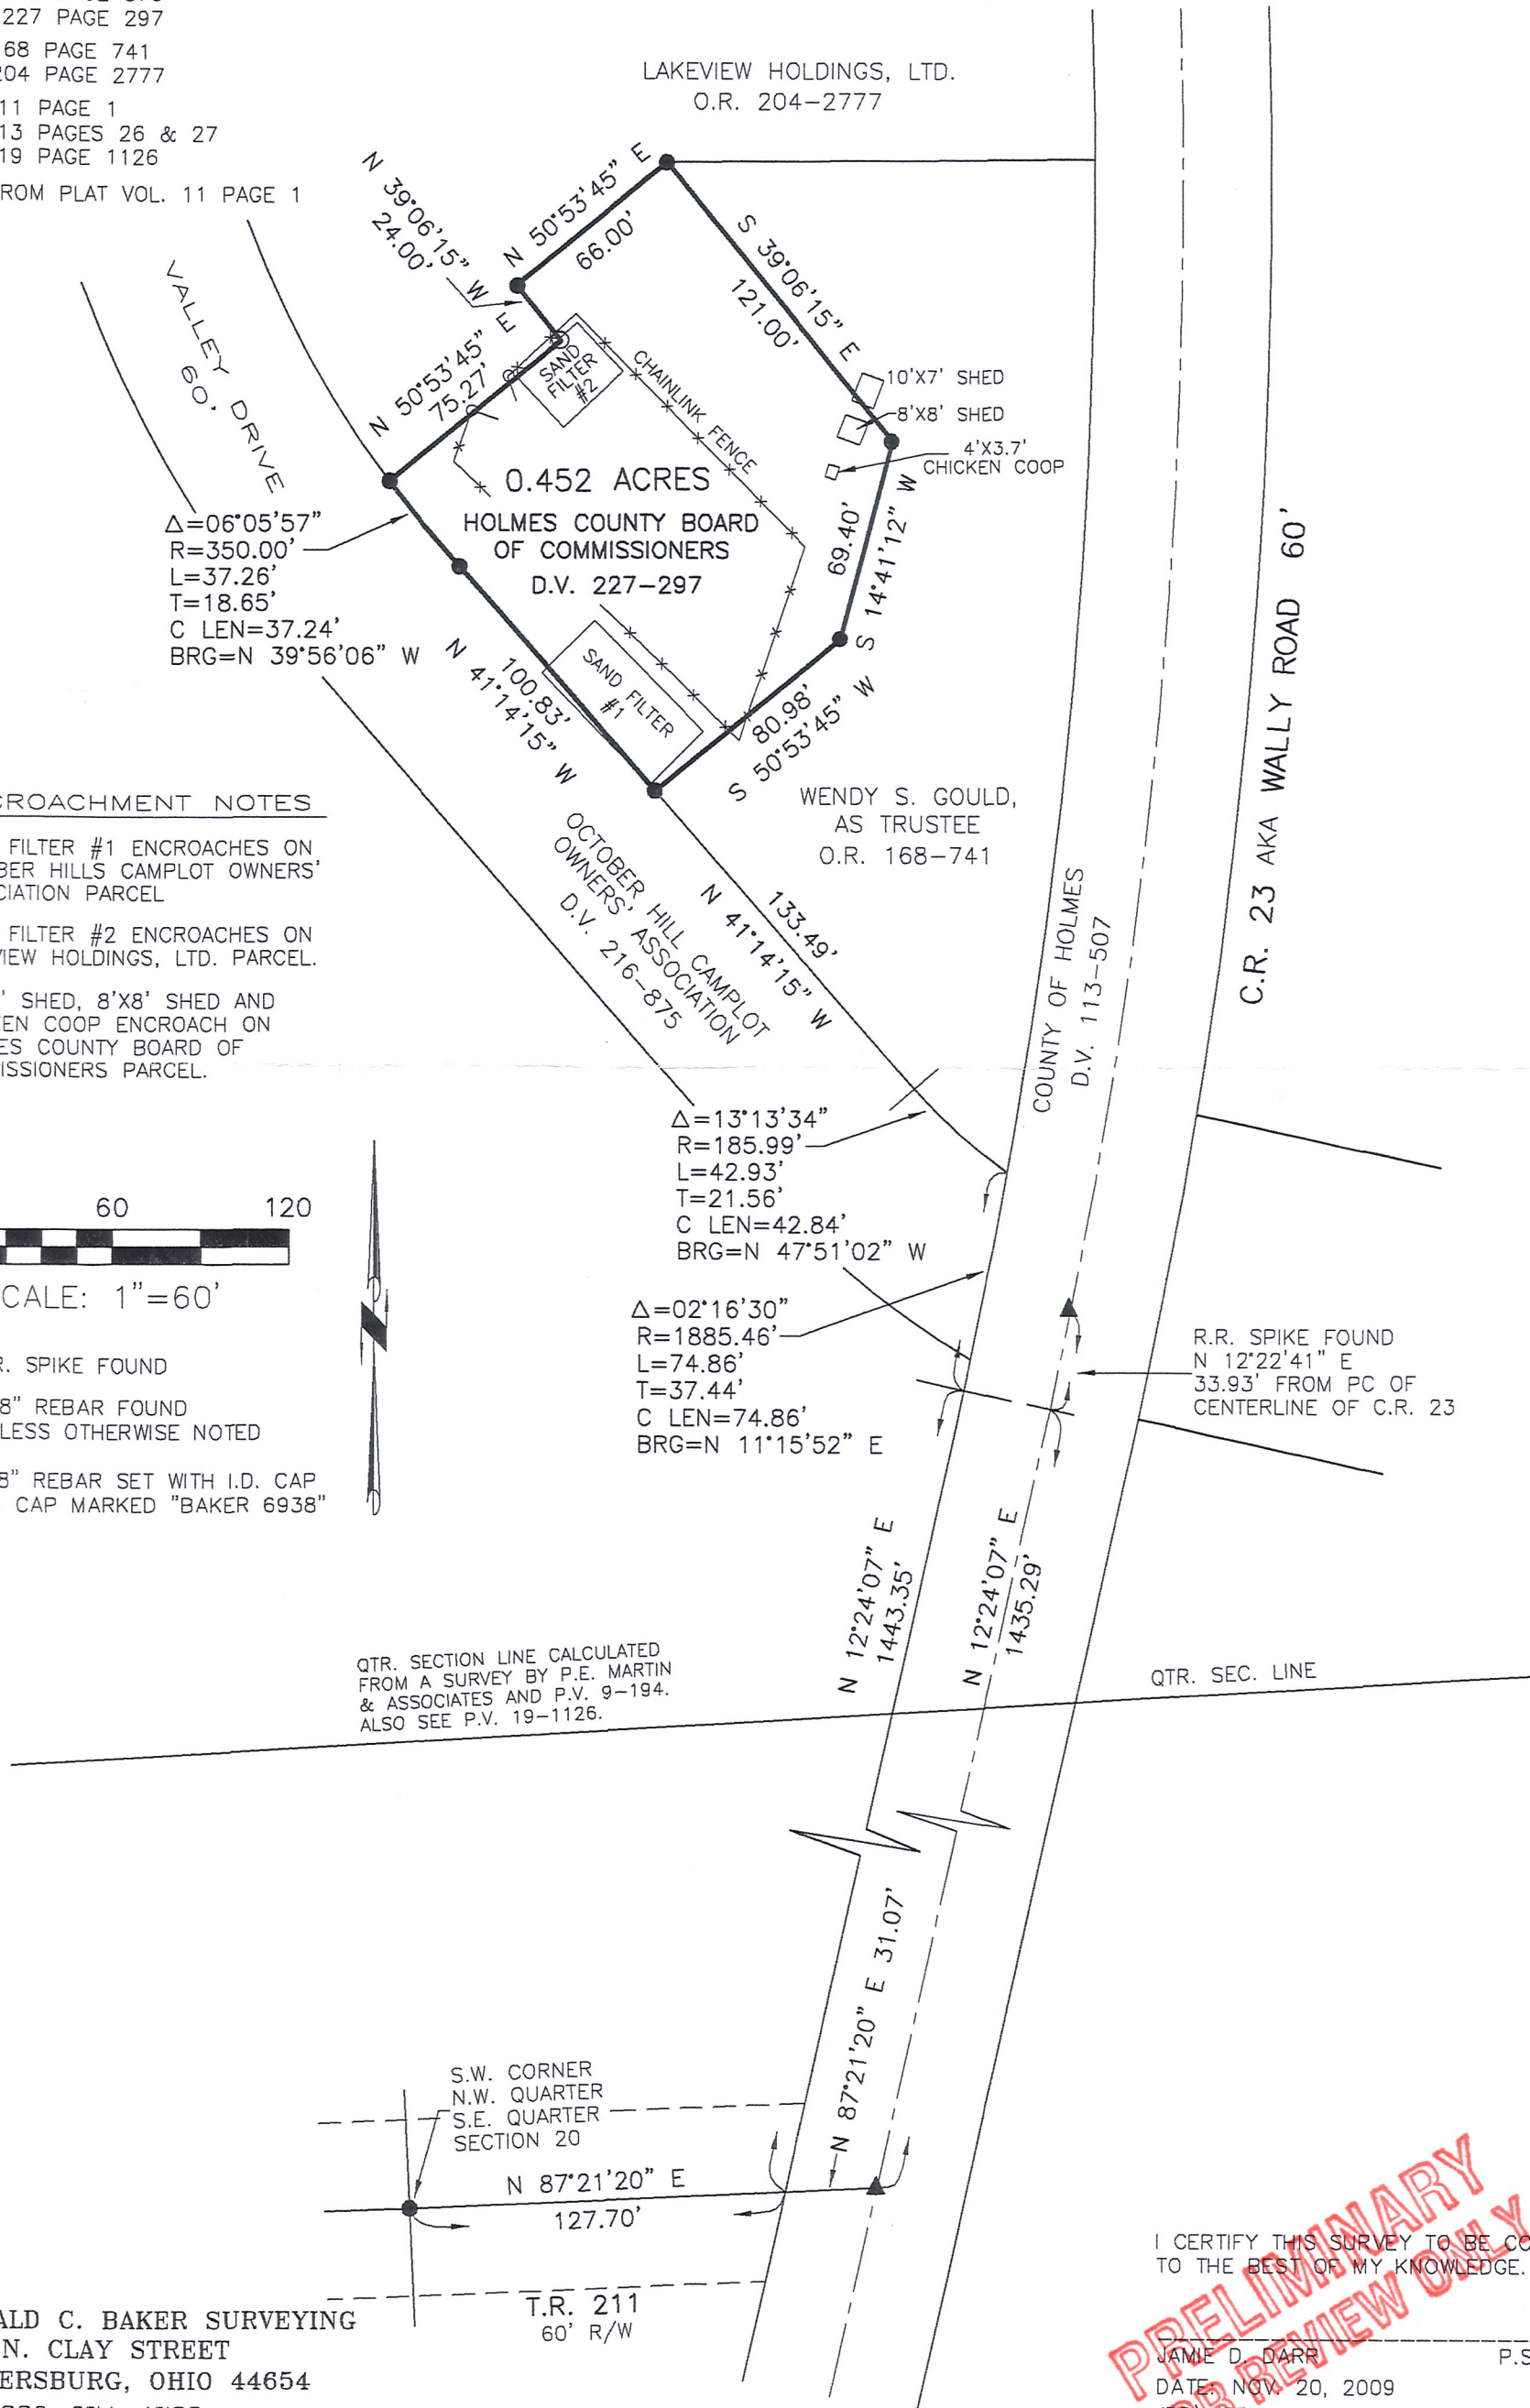 227 PAGE 297
68 PAGE 741
204 PAGE 2777
11 PAGE 1
13 PAGES 26 & 27
19 PAGE 1126
ROM PLAT VOL. 11 PAGE 1
LAKEVIEW HOLDINGS, LTD.
O.R. 204-2777
N 39°06'15" W
24.00'
N 50°53'45" E
66.00'
S 39°06'15" E
121.00'
VALLEY DRIVE
60'
N 50°53'45" E
75.27'
SAND
FILTER
#2
CHAINLINK FENCE
10'X7' SHED
8'X8' SHED
4'X3.7'
CHICKEN COOP
0.452 ACRES
HOLMES COUNTY BOARD
OF COMMISSIONERS
D.V. 227-297
69.40'
S 14°41'12" W
Δ=06°05'57"
R=350.00'
L=37.26'
T=18.65'
C LEN=37.24'
BRG=N 39°56'06" W
100.83'
N 41°14'15" W
SAND FILTER
#1
80.98'
S 50°53'45" W
C.R. 23 AKA WALLY ROAD 60'
WENDY S. GOULD,
AS TRUSTEE
O.R. 168-741
CROACHMENT NOTES
FILTER #1 ENCROACHES ON
BER HILLS CAMPLOT OWNERS'
CIATION PARCEL
FILTER #2 ENCROACHES ON
VIEW HOLDINGS, LTD. PARCEL.
' SHED, 8'X8' SHED AND
EN COOP ENCROACH ON
ES COUNTY BOARD OF
ISSIONERS PARCEL.
OCTOBER HILL CAMPLOT
OWNERS' ASSOCIATION
D.V. 216-875
133.49'
N 41°14'15" W
COUNTY OF HOLMES
D.V. 113-507
Δ=13°13'34"
R=185.99'
L=42.93'
T=21.56'
C LEN=42.84'
BRG=N 47°51'02" W
60 120
CALE: 1"=60'
N
Δ=02°16'30"
R=1885.46'
L=74.86'
T=37.44'
C LEN=74.86'
BRG=N 11°15'52" E
R.R. SPIKE FOUND
N 12°22'41" E
33.93' FROM PC OF
CENTERLINE OF C.R. 23
R. SPIKE FOUND
8" REBAR FOUND
LESS OTHERWISE NOTED
8" REBAR SET WITH I.D. CAP
CAP MARKED "BAKER 6938"
N 12°24'07" E
1443.35'
N 12°24'07" E
1435.29'
QTR. SECTION LINE CALCULATED
FROM A SURVEY BY P.E. MARTIN
& ASSOCIATES AND P.V. 9-194.
ALSO SEE P.V. 19-1126.
QTR. SEC. LINE
N 87°21'20" E 31.07'
S.W. CORNER
N.W. QUARTER
S.E. QUARTER
SECTION 20
N 87°21'20" E
127.70'
T.R. 211
60' R/W
ALD C. BAKER SURVEYING
N. CLAY STREET
ERSBURG, OHIO 44654
I CERTIFY THIS SURVEY TO BE CO
TO THE BEST OF MY KNOWLEDGE.
PRELIMINARY
OR REVIEW ONLY
JAMIE D. DARR P.S
DATE: NOV. 20, 2009